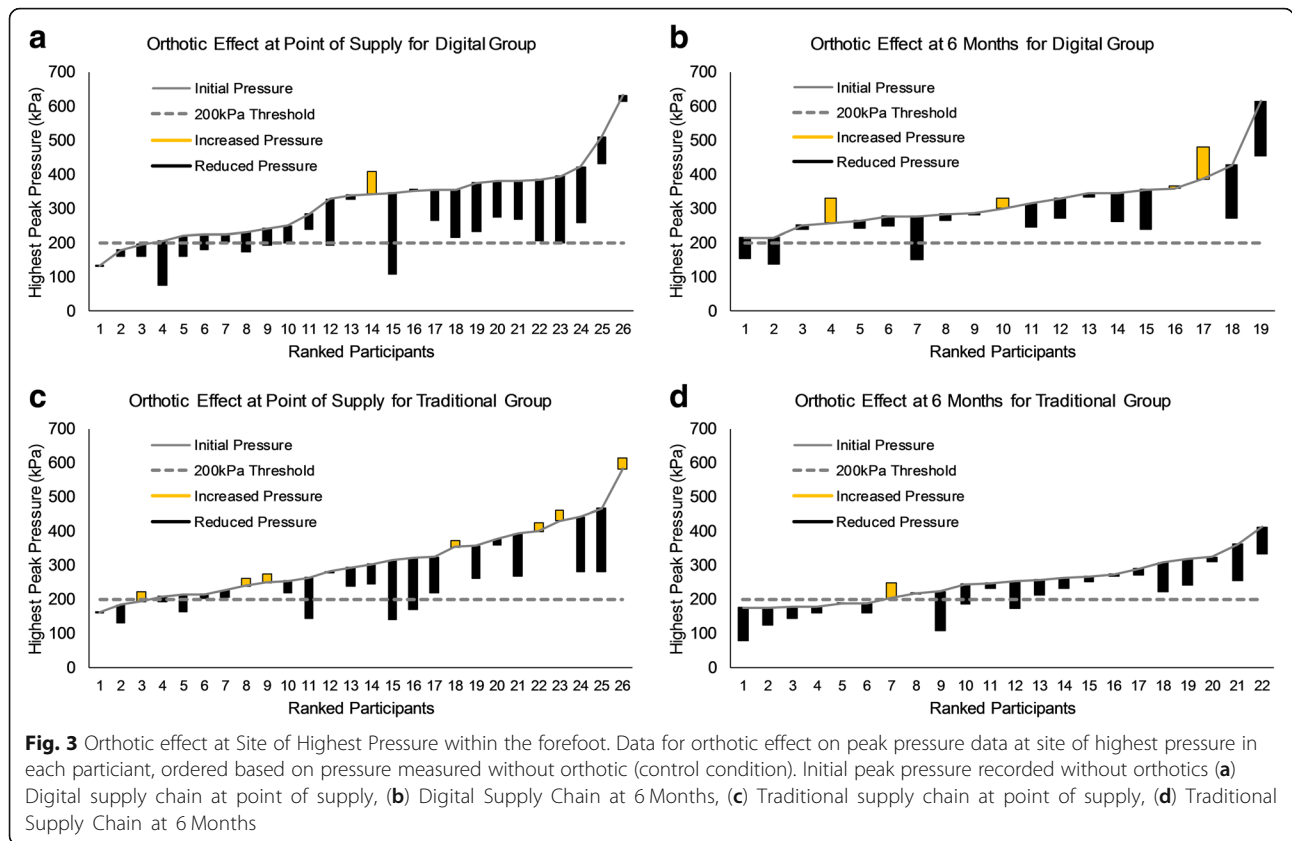 a
Orthotic Effect at Point of Supply for Digital Group
Highest Peak Pressure (kPa)
700
600
500
400
300
200
100
0
Initial Pressure
200kPa Threshold
Increased Pressure
Reduced Pressure
1 2 3 4 5 6 7 8 9 10 11 12 13 14 15 16 17 18 19 20 21 22 23 24 25 26
Ranked Participants
b
Orthotic Effect at 6 Months for Digital Group
Highest Peak Pressure (kPa)
700
600
500
400
300
200
100
0
Initial Pressure
200kPa Threshold
Increased Pressure
Reduced Pressure
1 2 3 4 5 6 7 8 9 10 11 12 13 14 15 16 17 18 19
Ranked Participants
c
Orthotic Effect at Point of Supply for Traditional Group
Highest Peak Pressure (kPa)
700
600
500
400
300
200
100
0
Initial Pressure
200kPa Threshold
Increased Pressure
Reduced Pressure
1 2 3 4 5 6 7 8 9 10 11 12 13 14 15 16 17 18 19 20 21 22 23 24 25 26
Ranked Participants
d
Orthotic Effect at 6 Months for Traditional Group
Highest Peak Pressure (kPa)
700
600
500
400
300
200
100
0
Initial Pressure
200kPa Threshold
Increased Pressure
Reduced Pressure
1 2 3 4 5 6 7 8 9 10 11 12 13 14 15 16 17 18 19 20 21 22
Ranked Participants
Fig. 3 Orthotic effect at Site of Highest Pressure within the forefoot. Data for orthotic effect on peak pressure data at site of highest pressure in
each particiant, ordered based on pressure measured without orthotic (control condition). Initial peak pressure recorded without orthotics (a)
Digital supply chain at point of supply, (b) Digital Supply Chain at 6 Months, (c) Traditional supply chain at point of supply, (d) Traditional
Supply Chain at 6 Months